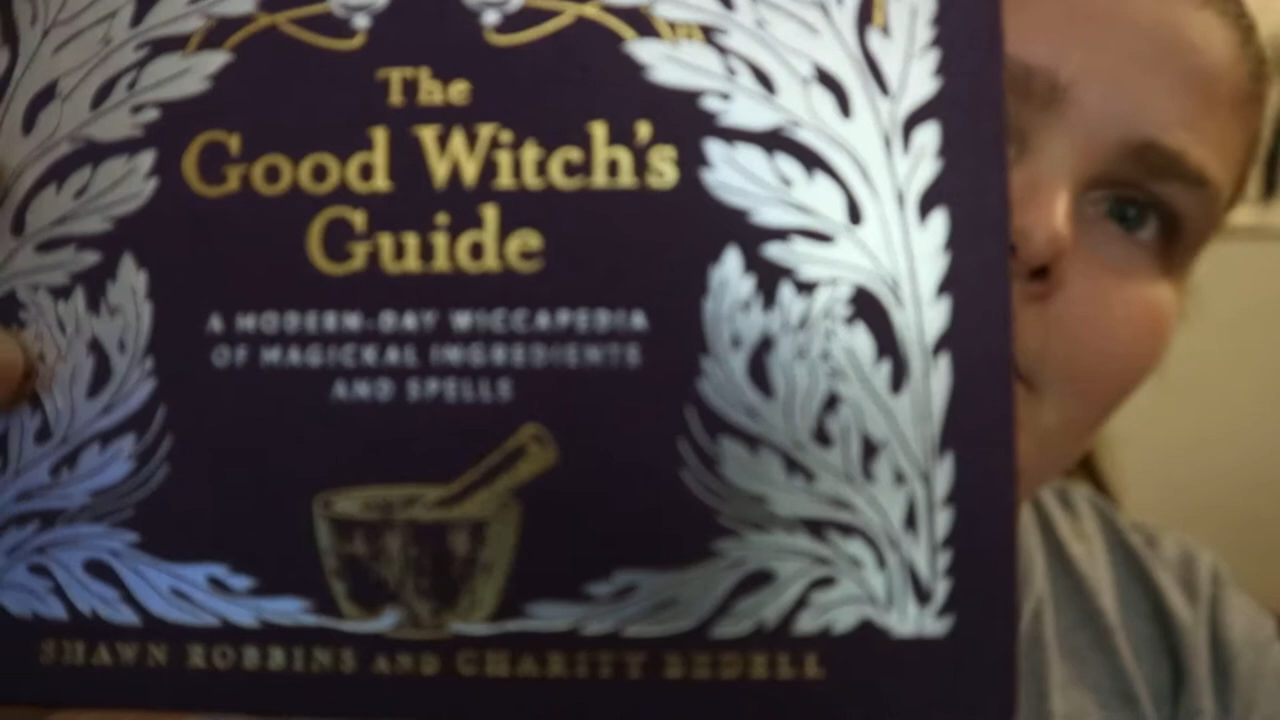 The
Good Witch's
Guide
A MODERN-DAY WICCAPEDIA
OF MAGICKAL INGREDIENTS
AND SPELLS
SHAWN ROBBINS AND CHARITY BEDELL